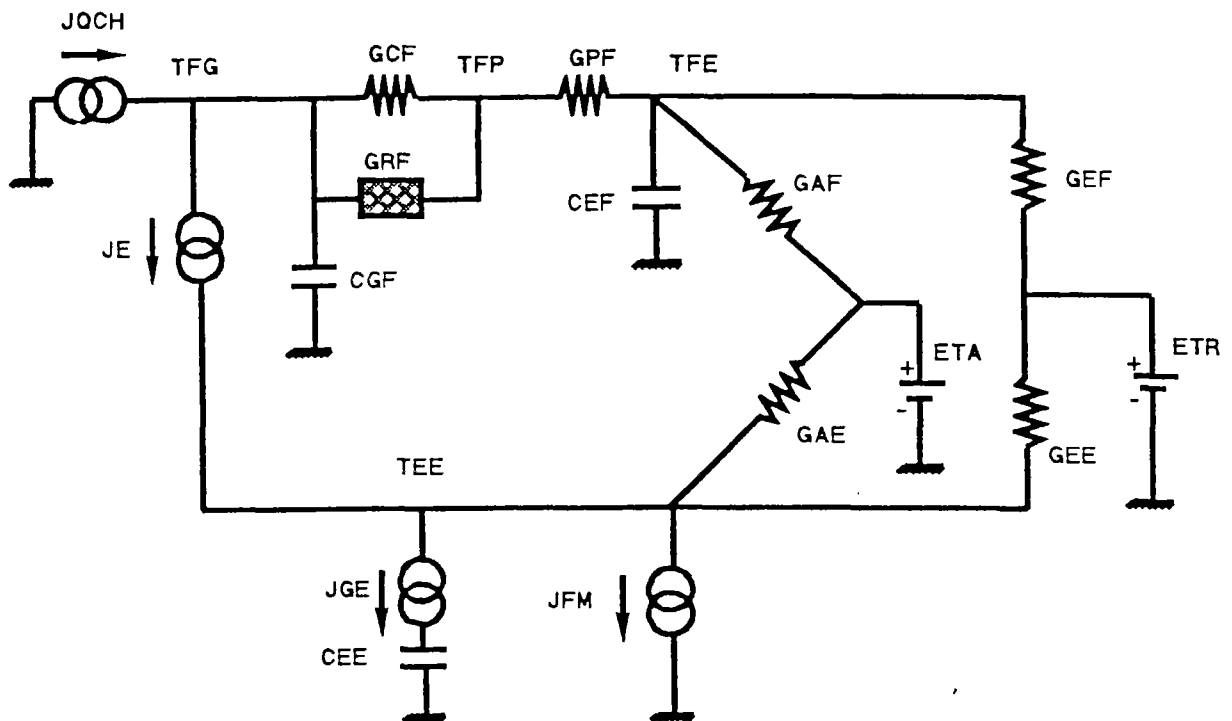 JQCH
TFG
GCF
TFP
GPF
TFE
GRF
CEF
GAF
GEF
JE
CGF
ETA
ETR
+
-
+
-
GAE
GEE
TEE
JGE
JFM
CEE